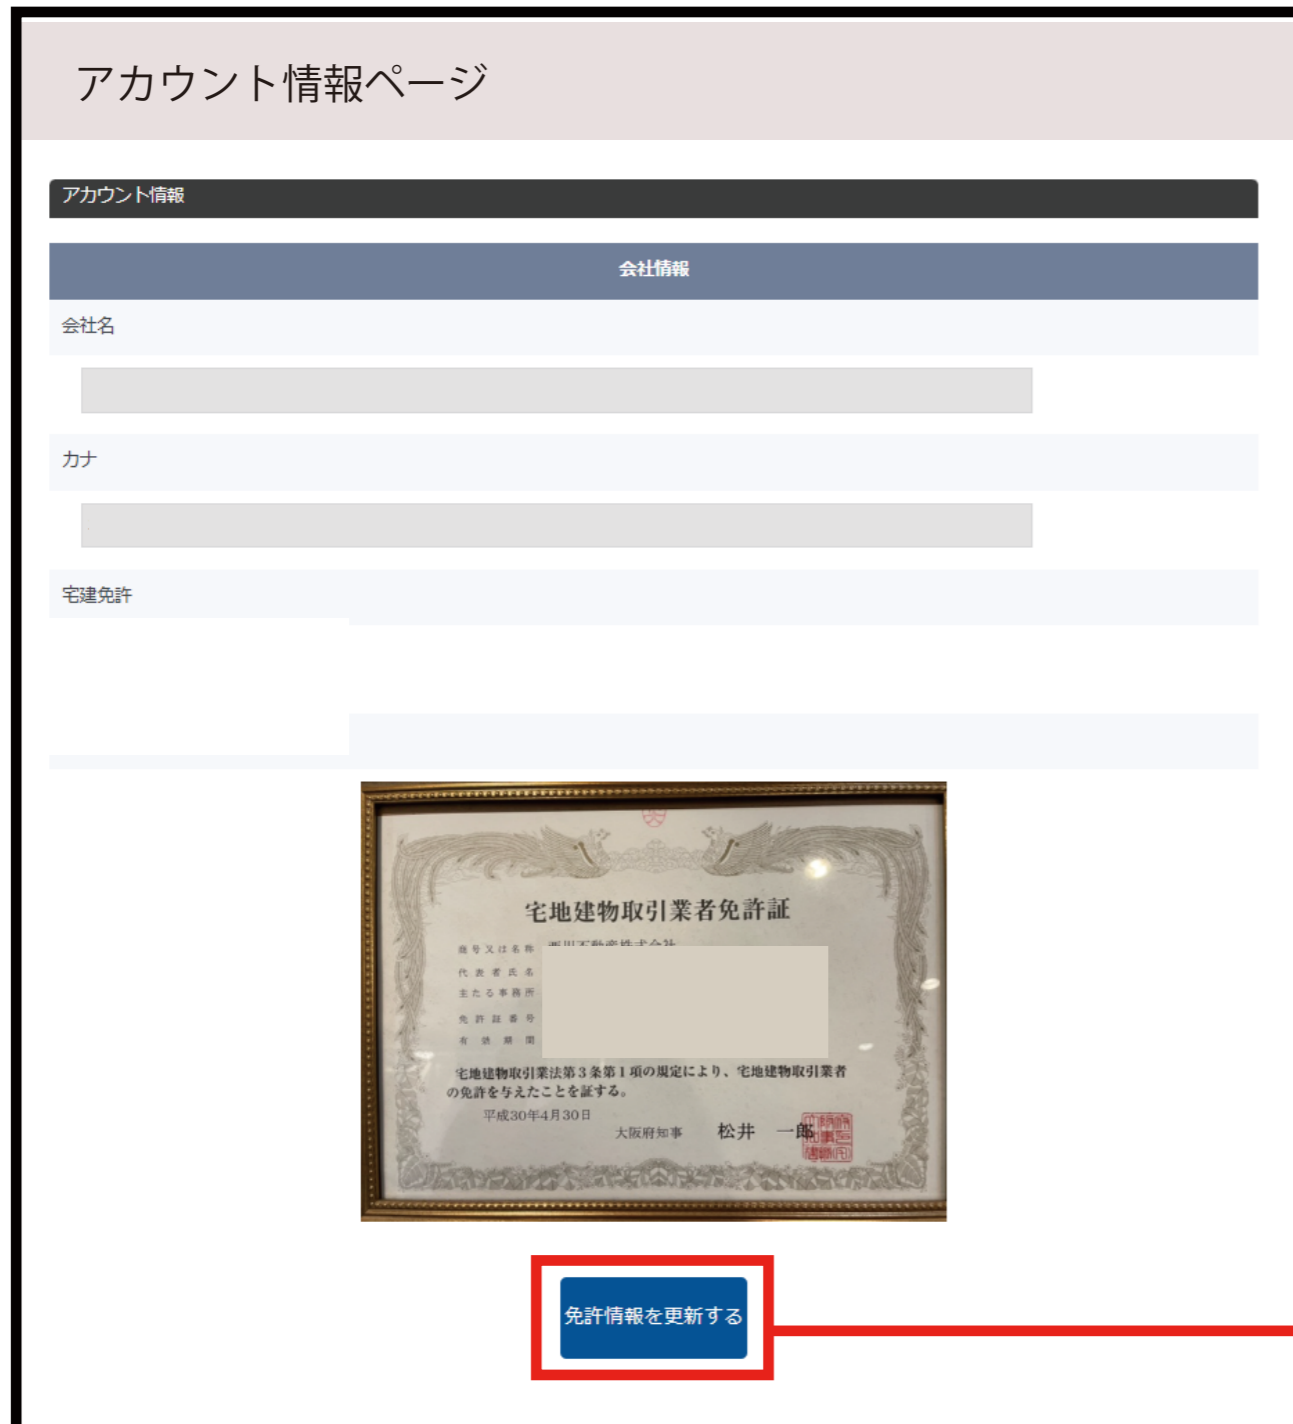 アカウント情報ページ
アカウント情報
会社情報
会社名
カナ
宅建免許
宅地建物取引業者免許証
商号又は名称
代表者氏名
主たる事務所
免許証番号
有効期間
宅地建物取引業法第3条第1項の規定により、宅地建物取引業者
の免許を与えたことを証する。
平成30年4月30日
大阪府知事 松井 一郎
免許情報を更新する